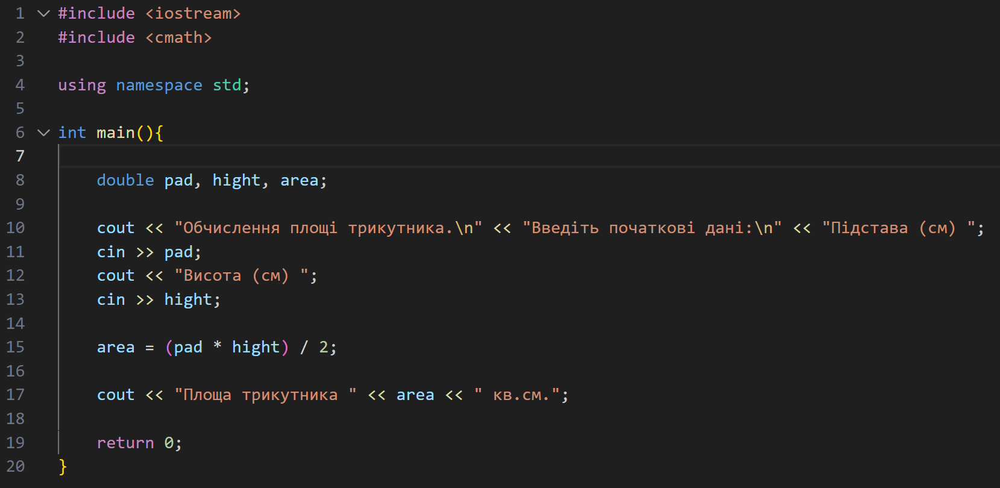 1 #include <iostream>
2 #include <cmath>
3
4 using namespace std;
5
6 int main(){
7
8 double pad, hight, area;
9
10 cout << "Обчислення площі трикутника.\n" << "Введіть початкові дані:\n" << "Підстава (см) ";
11 cin >> pad;
12 cout << "Висота (см) ";
13 cin >> hight;
14
15 area = (pad * hight) / 2;
16
17 cout << "Площа трикутника " << area << " кв.см.";
18
19 return 0;
20 }